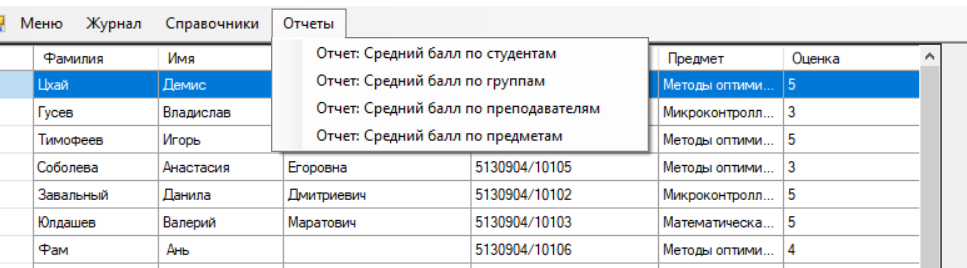 Меню Журнал Справочники Отчеты
Фамилия Имя Предмет Оценка
Отчет: Средний балл по студентам
Отчет: Средний балл по группам
Отчет: Средний балл по преподавателям
Отчет: Средний балл по предметам
Цхай Демис Методы оптими... 5
Гусев Владислав Микроконтролл... 3
Тимофеев Игорь Методы оптими... 5
Соболева Анастасия Егоровна 5130904/10105 Методы оптими... 3
Завальный Данила Дмитриевич 5130904/10102 Микроконтролл... 5
Юлдашев Валерий Маратович 5130904/10103 Математическа... 5
Фам Ань 5130904/10106 Методы оптими... 4